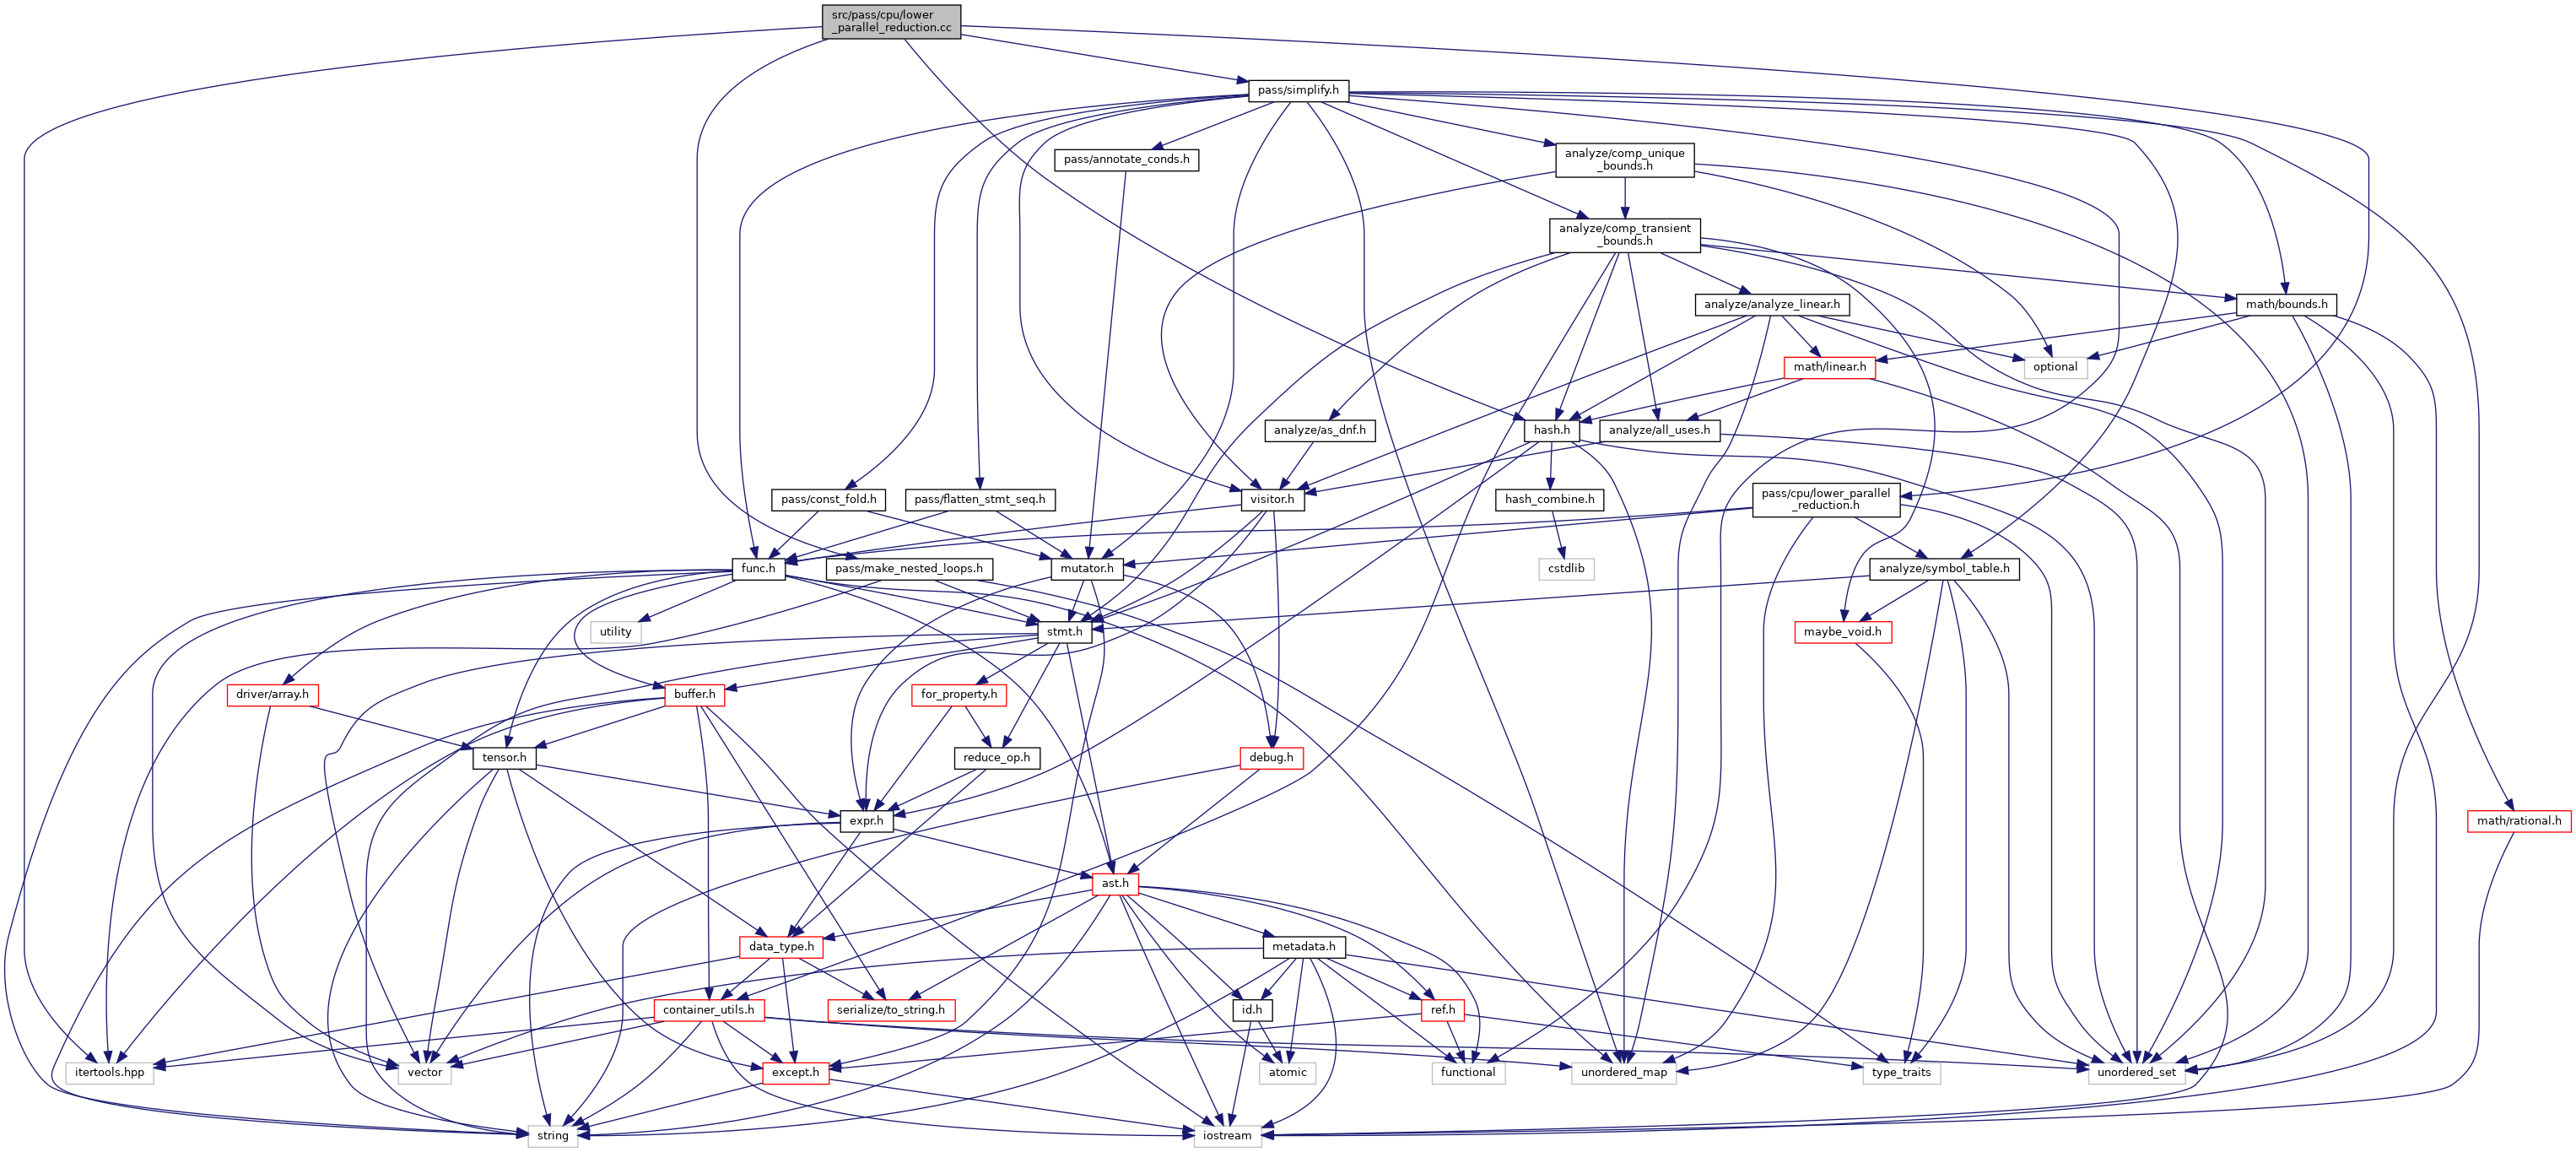 src/pass/cpu/lower
_parallel_reduction.cc
pass/simplify.h
pass/annotate_conds.h
analyze/comp_unique
_bounds.h
analyze/comp_transient
_bounds.h
analyze/analyze_linear.h
math/bounds.h
math/linear.h
optional
analyze/as_dnf.h
hash.h
analyze/all_uses.h
pass/const_fold.h
pass/flatten_stmt_seq.h
visitor.h
hash_combine.h
pass/cpu/lower_parallel
_reduction.h
func.h
pass/make_nested_loops.h
mutator.h
cstdlib
analyze/symbol_table.h
utility
stmt.h
maybe_void.h
driver/array.h
buffer.h
for_property.h
tensor.h
reduce_op.h
debug.h
expr.h
math/rational.h
ast.h
data_type.h
metadata.h
container_utils.h
serialize/to_string.h
id.h
ref.h
itertools.hpp
vector
except.h
atomic
functional
unordered_map
type_traits
unordered_set
string
iostream